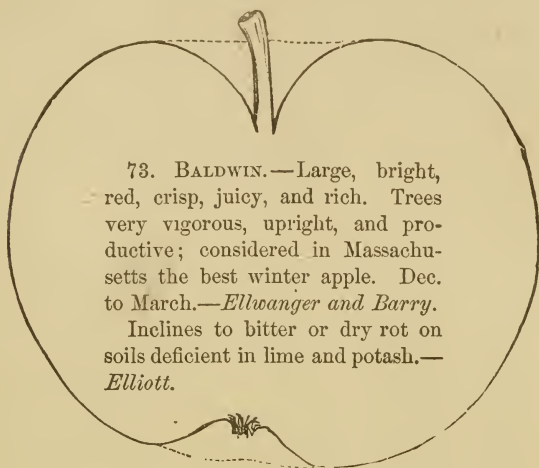 73. BALDWIN.—Large, bright,
red, crisp, juicy, and rich. Trees
very vigorous, upright, and pro-
ductive; considered in Massachu-
setts the best winter apple. Dec.
to March.—Ellwanger and Barry.
Inclines to bitter or dry rot on
soils deficient in lime and potash.—
Elliott.